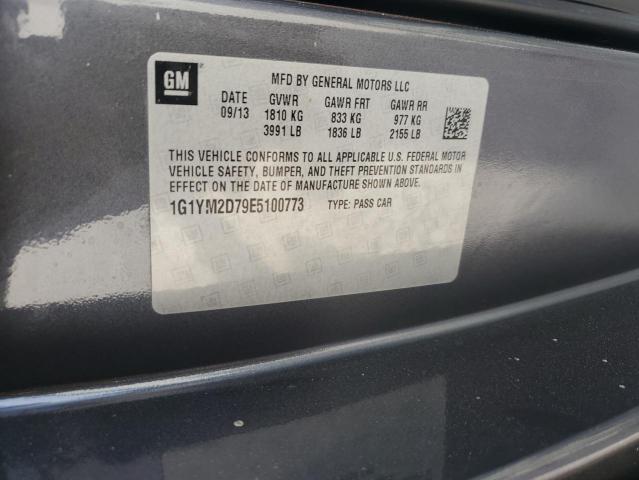 GM
MFD BY GENERAL MOTORS LLC
DATE GVWR GAWR FRT GAWR RR
09/13 1810 KG 833 KG 977 KG
3991 LB 1836 LB 2155 LB
THIS VEHICLE CONFORMS TO ALL APPLICABLE U.S. FEDERAL MOTOR
VEHICLE SAFETY, BUMPER, AND THEFT PREVENTION STANDARDS IN
EFFECT ON THE DATE OF MANUFACTURE SHOWN ABOVE.
1G1YM2D79E5100773 TYPE: PASS CAR